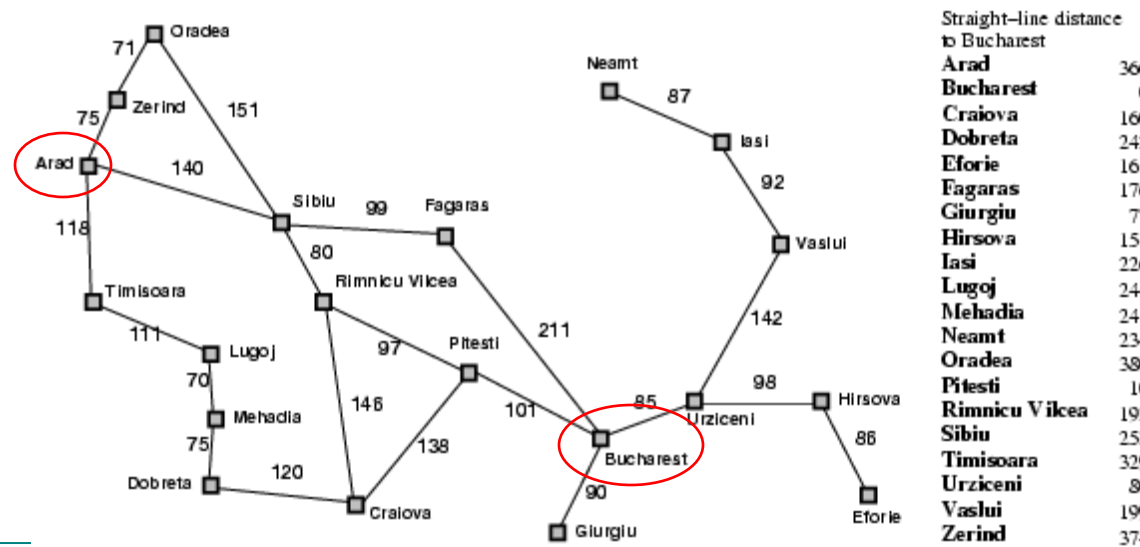 Oradea
71
Neamt
Zerind
87
75
151
Iasi
Arad
140
92
Sibiu
Fagaras
99
118
80
Vaslui
Timisoara
Rimnicu Vilcea
111
211
142
Lugoj
97
Pitesti
70
98
Hirsova
146
101
85
Urziceni
Mehadia
86
75
138
Bucharest
120
Dobreta
90
Craiova
Eforie
Giurgiu
Straight-line distance
to Bucharest
Arad
Bucharest
Craiova
Dobreta
Eforie
Fagaras
Giurgiu
Hirsova
Iasi
Lugoj
Mehadia
Neamt
Oradea
Pitesti
Rimnicu Vilcea
Sibiu
Timisoara
Urziceni
Vaslui
Zerind